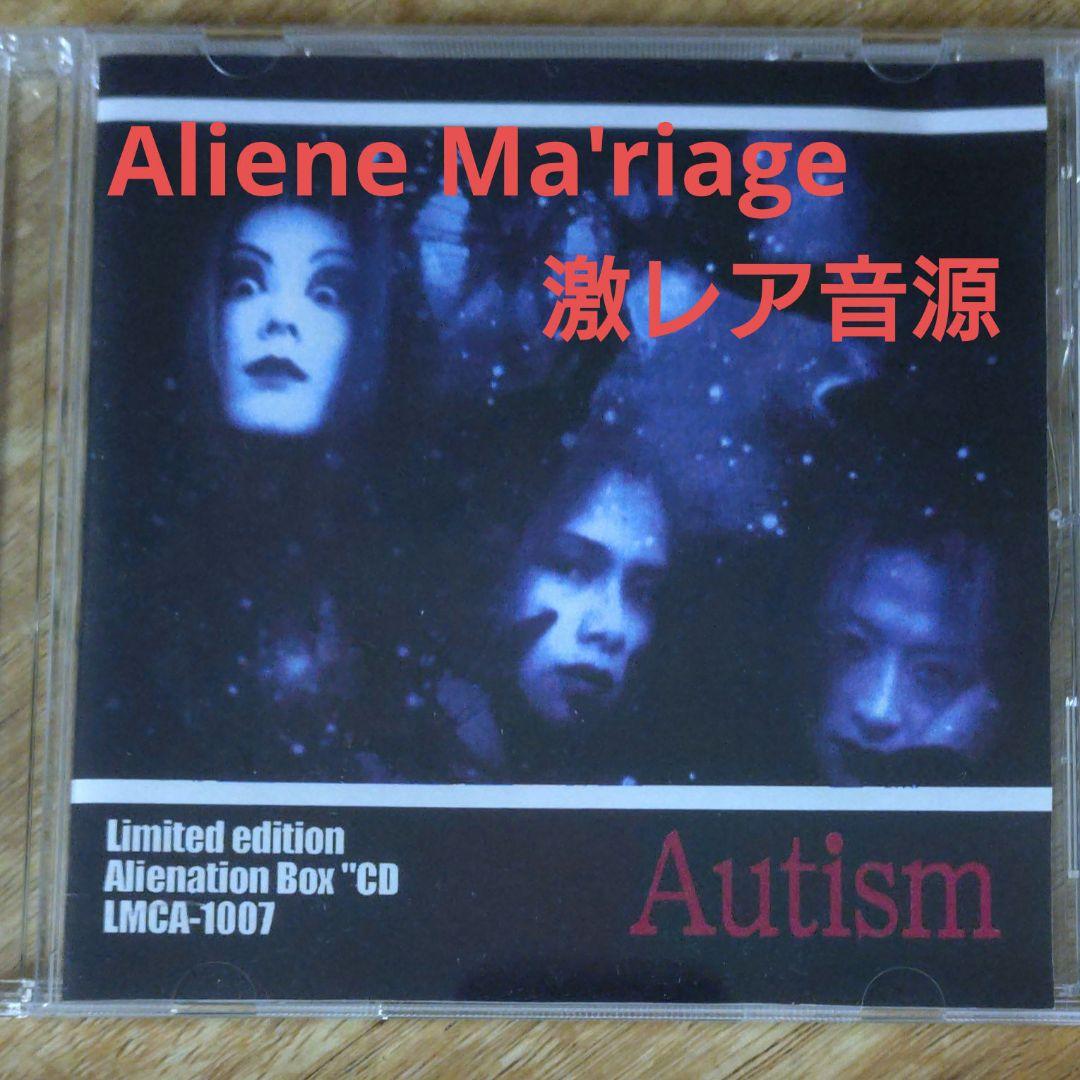 Aliene Ma'riage
激レア音源
Limited edition
Alienation Box "CD
LMCA-1007
Autism